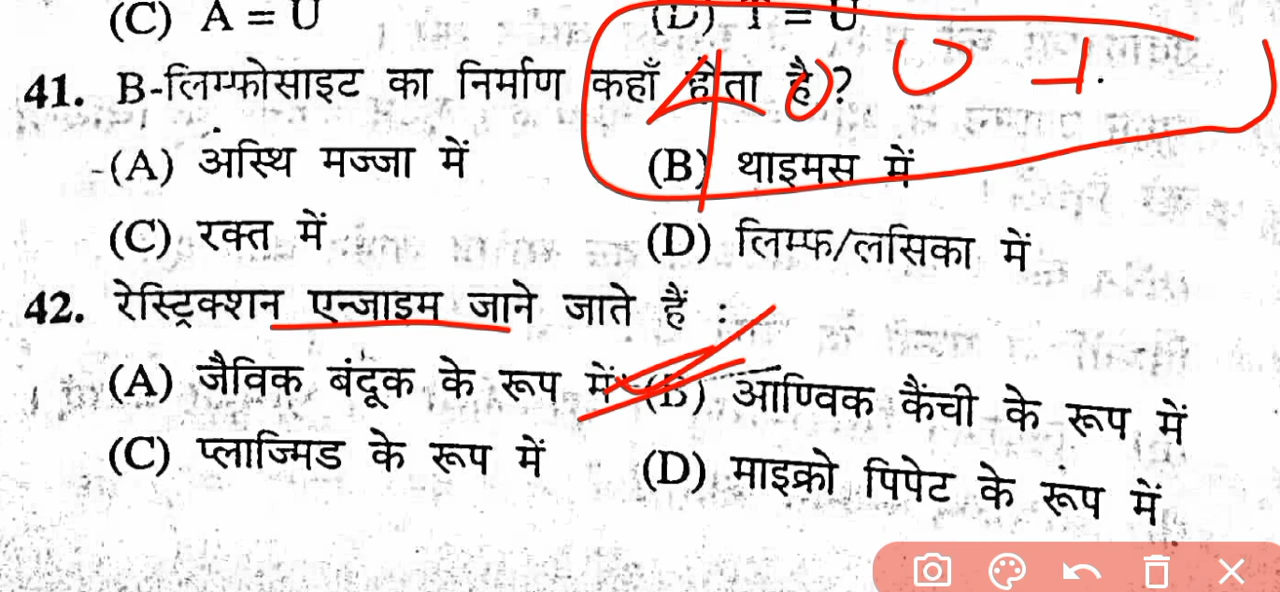 (C) A = U (D) T = U
41. B-लिम्फोसाइट का निर्माण कहाँ होता है ?
(A) अस्थि मज्जा में (B) थाइमस में
(C) रक्त में (D) लिम्फ/लसिका में
42. रेस्ट्रिक्शन एन्जाइम जाने जाते हैं :
(A) जैविक बंदूक के रूप में (B) आण्विक कैंची के रूप में
(C) प्लाज्मिड के रूप में (D) माइक्रो पिपेट के रूप में